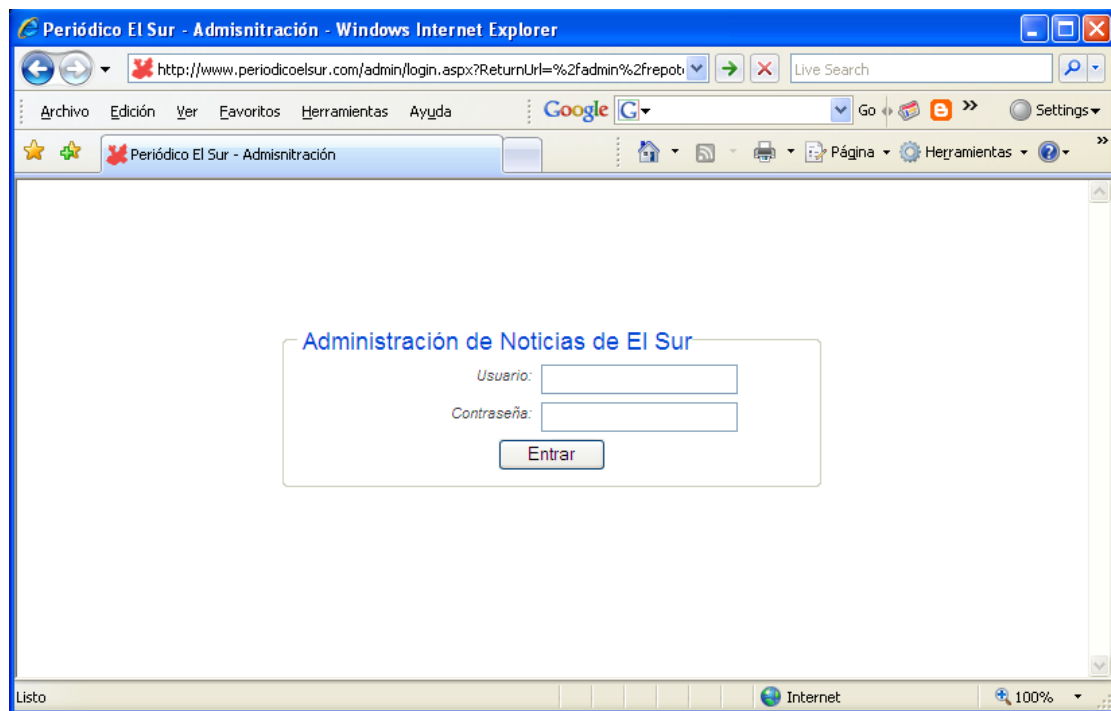 Periódico El Sur - Admisnitración - Windows Internet Explorer
http://www.periodicoelsur.com/admin/login.aspx?ReturnUrl=%2fadmin%2frepot
Live Search
Archivo Edición Ver Favoritos Herramientas Ayuda Google G Go » Settings
Periódico El Sur - Admisnitración Página Herramientas »
Administración de Noticias de El Sur
Usuario:
Contraseña:
Entrar
Listo Internet 100%